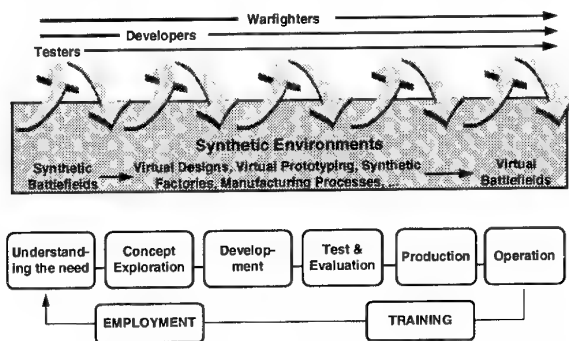 Warfighters
Developers
Testers
Synthetic Environments
Synthetic
Battlefields
Virtual Designs, Virtual Prototyping, Synthetic
Factories, Manufacturing Processes, ...
Virtual
Battlefields
Understand-
ing the need
Concept
Exploration
Develop-
ment
Test &
Evaluation
Production
Operation
EMPLOYMENT
TRAINING